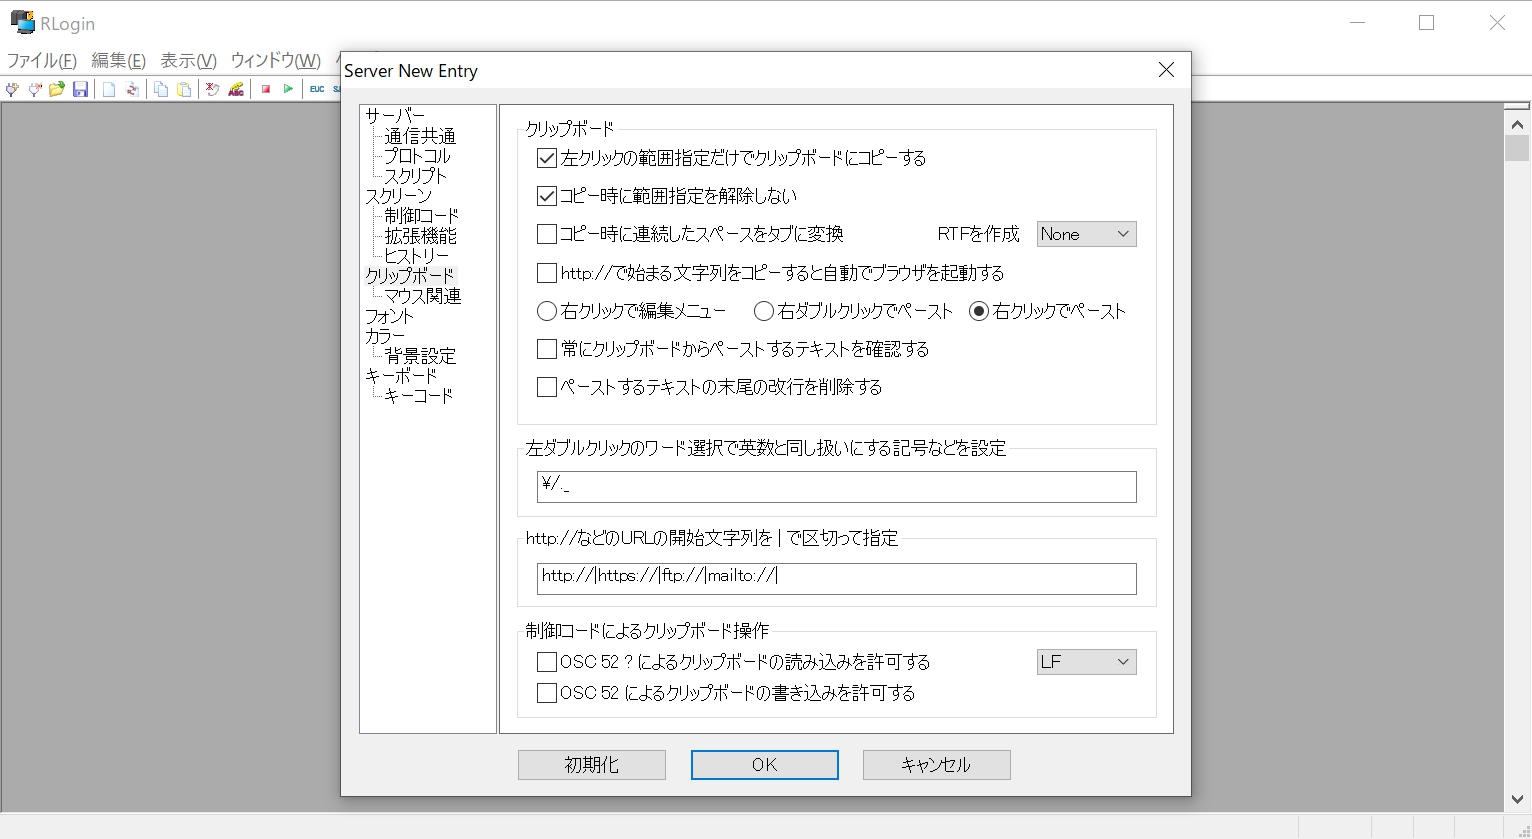 RLogin
ファイル(F) 編集(E) 表示(V) ウィンドウ(W)
Server New Entry
EUC
ABC
サーバー
通信共通
プロトコル
スクリプト
スクリーン
制御コード
拡張機能
ヒストリー
クリップボード
マウス関連
フォント
カラー
背景設定
キーボード
キーコード
クリップボード
左クリックの範囲指定だけでクリップボードにコピーする
コピー時に範囲指定を解除しない
コピー時に連続したスペースをタブに変換 RTFを作成 None
http://で始まる文字列をコピーすると自動でブラウザを起動する
右クリックで編集メニュー 右ダブルクリックでペースト 右クリックでペースト
常にクリップボードからペーストするテキストを確認する
ペーストするテキストの末尾の改行を削除する
左ダブルクリックのワード選択で英数と同し扱いにする記号などを設定
¥/._
http://などのURLの開始文字列を | で区切って指定
http://|https://|ftp://|mailto://|
制御コードによるクリップボード操作
OSC 52 ? によるクリップボードの読み込みを許可する LF
OSC 52 によるクリップボードの書き込みを許可する
初期化 OK キャンセル